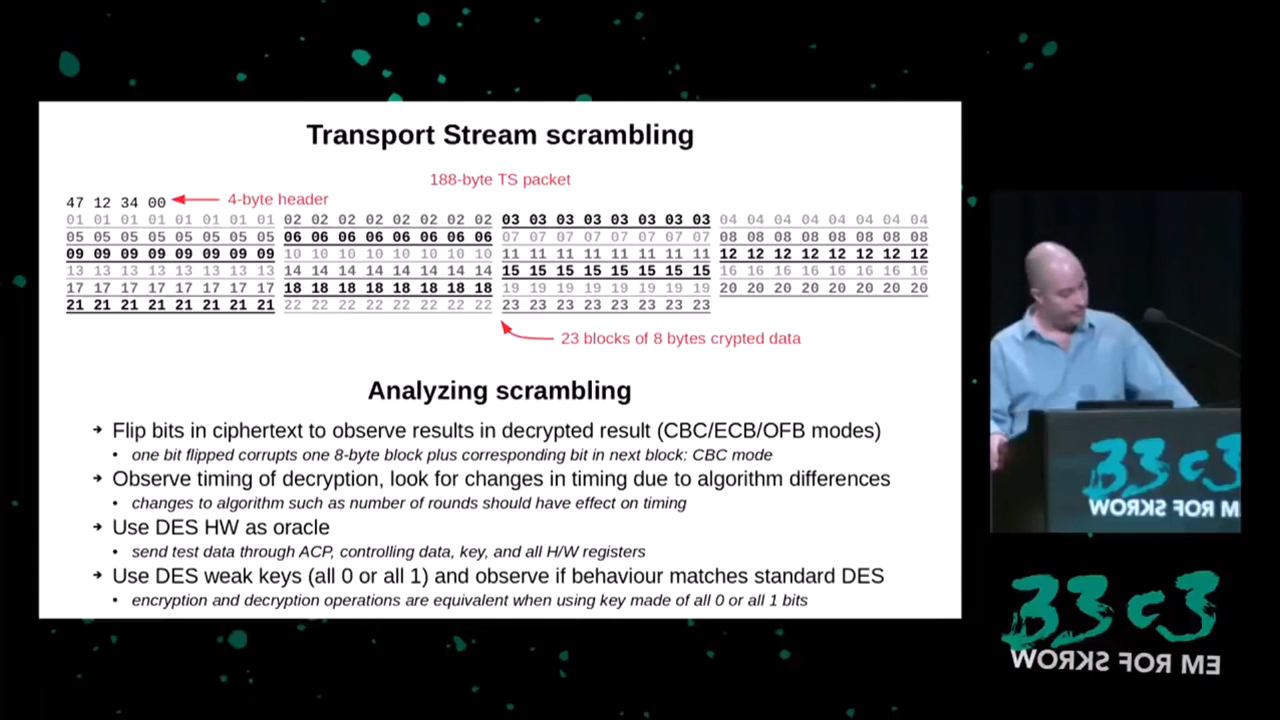 Transport Stream scrambling
188-byte TS packet
47 12 34 00
4-byte header
01 01 01 01 01 01 01 01 02 02 02 02 02 02 02 02 03 03 03 03 03 03 03 03 04 04 04 04 04 04 04 04
05 05 05 05 05 05 05 05 06 06 06 06 06 06 06 06 07 07 07 07 07 07 07 07 08 08 08 08 08 08 08 08
09 09 09 09 09 09 09 09 10 10 10 10 10 10 10 10 11 11 11 11 11 11 11 11 12 12 12 12 12 12 12 12
13 13 13 13 13 13 13 13 14 14 14 14 14 14 14 14 15 15 15 15 15 15 15 15 16 16 16 16 16 16 16 16
17 17 17 17 17 17 17 17 18 18 18 18 18 18 18 18 19 19 19 19 19 19 19 19 20 20 20 20 20 20 20 20
21 21 21 21 21 21 21 21 22 22 22 22 22 22 22 22 23 23 23 23 23 23 23 23
23 blocks of 8 bytes crypted data
Analyzing scrambling
➔ Flip bits in ciphertext to observe results in decrypted result (CBC/ECB/OFB modes)
• one bit flipped corrupts one 8-byte block plus corresponding bit in next block: CBC mode
➔ Observe timing of decryption, look for changes in timing due to algorithm differences
• changes to algorithm such as number of rounds should have effect on timing
➔ Use DES HW as oracle
• send test data through ACP, controlling data, key, and all H/W registers
➔ Use DES weak keys (all 0 or all 1) and observe if behaviour matches standard DES
• encryption and decryption operations are equivalent when using key made of all 0 or all 1 bits
33c3
WORKS FOR M
33c3
WORKS FOR ME